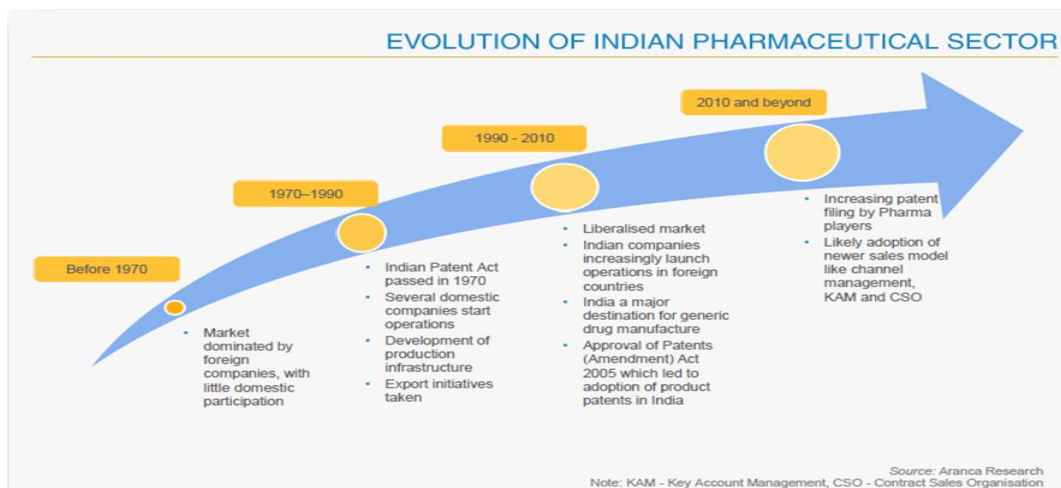 EVOLUTION OF INDIAN PHARMACEUTICAL SECTOR
Before 1970
• Market
dominated by
foreign
companies, with
little domestic
participation
1970–1990
• Indian Patent Act
passed in 1970
• Several domestic
companies start
operations
• Development of
production
infrastructure
• Export initiatives
taken
1990 - 2010
• Liberalised market
• Indian companies
increasingly launch
operations in foreign
countries
• India a major
destination for generic
drug manufacture
• Approval of Patents
(Amendment) Act
2005 which led to
adoption of product
patents in India
2010 and beyond
• Increasing patent
filing by Pharma
players
• Likely adoption of
newer sales model
like channel
management,
KAM and CSO
Source: Aranca Research
Note: KAM - Key Account Management, CSO - Contract Sales Organisation